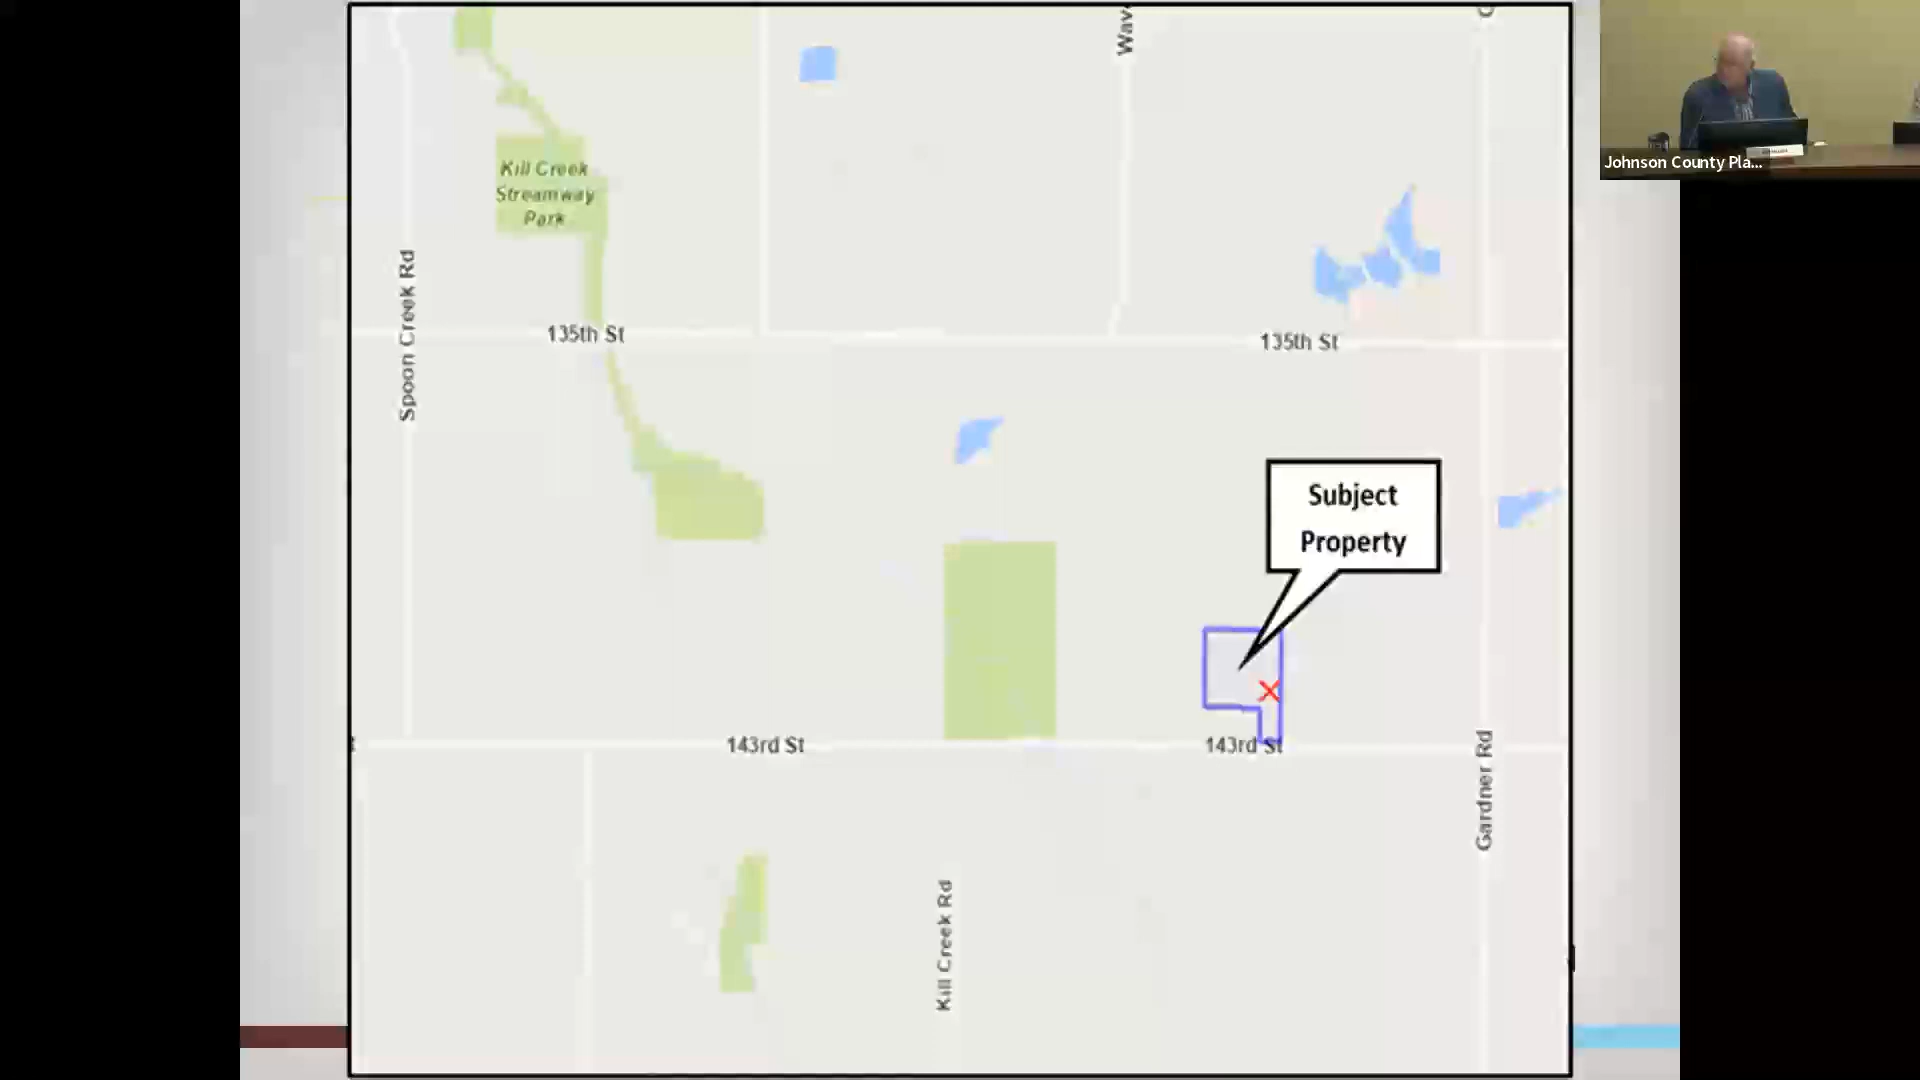 Wav
Kill Creek
Streamway
Park
Spoon Creek Rd
135th St
135th St
Subject
Property
143rd St
143rd St
Gardner Rd
Kill Creek Rd
Johnson County Pla...